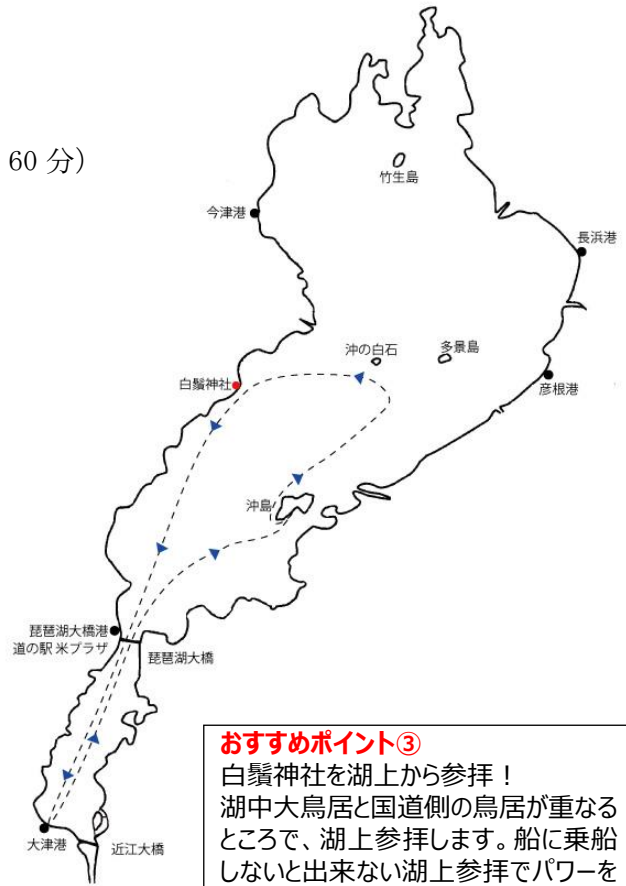 60 分)
竹生島
今津港
長浜港
沖の白石
多景島
白鬚神社
彦根港
沖島
琵琶湖大橋港
道の駅 米プラザ
琵琶湖大橋
大津港
近江大橋
おすすめポイント③
白鬚神社を湖上から参拝！
湖中大鳥居と国道側の鳥居が重なる
ところで、湖上参拝します。船に乗船
しないと出来ない湖上参拝でパワーを